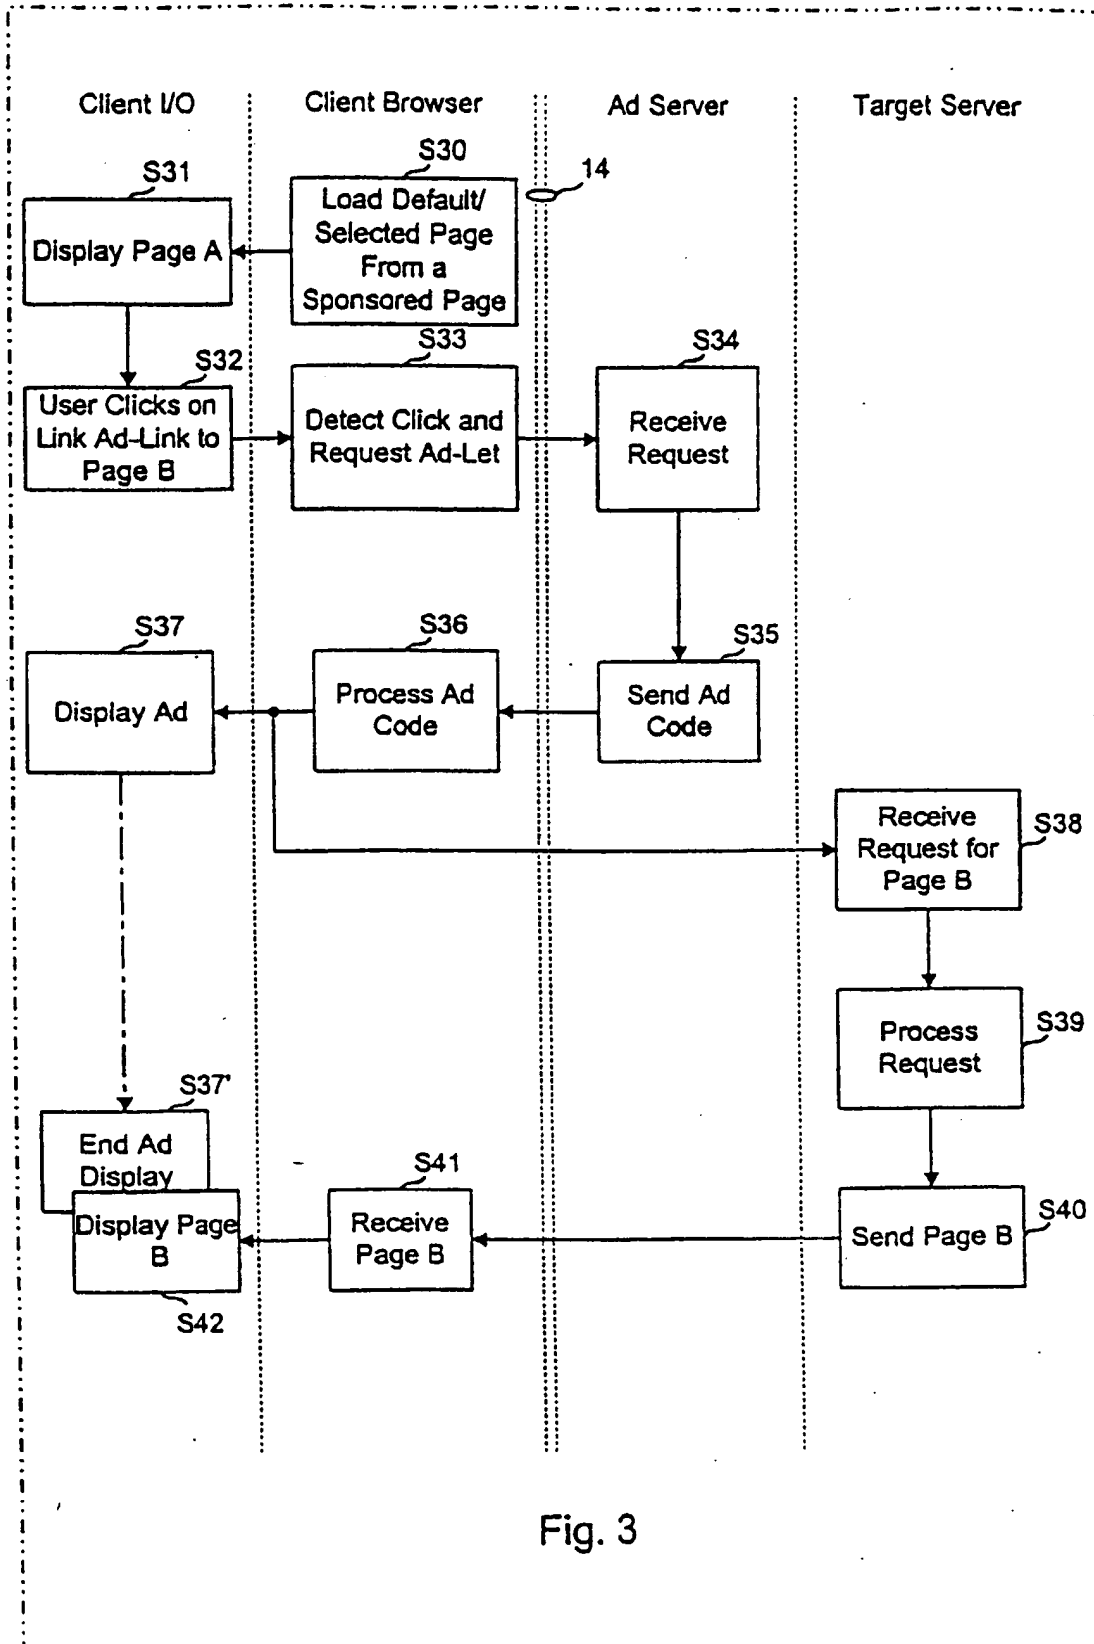 Client I/O
Client Browser
Ad Server
Target Server
S31
Display Page A
S30
Load Default/
Selected Page
From a
Sponsored Page
14
S32
User Clicks on
Link Ad-Link to
Page B
S33
Detect Click and
Request Ad-Let
S34
Receive
Request
S37
Display Ad
S36
Process Ad
Code
S35
Send Ad
Code
Receive
Request for
Page B
S38
Process
Request
S39
S37'
End Ad
Display
Display Page
B
S42
S41
Receive
Page B
Send Page B
S40
Fig. 3